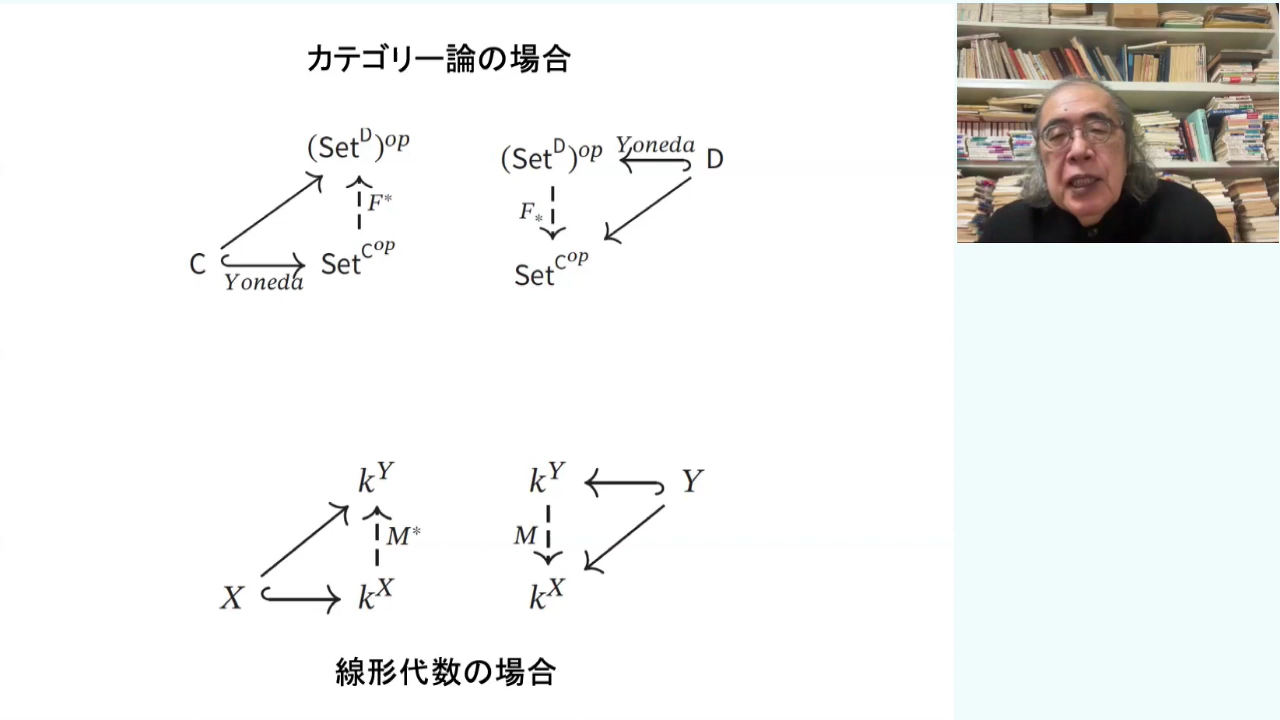 カテゴリー論の場合
(Set^D)^op
(Set^D)^op Yoneda D
F^*
F_*
C Yoneda Set^{C^op}
Set^{C^op}
k^Y
k^Y Y
M^*
M
X k^X
k^X
線形代数の場合